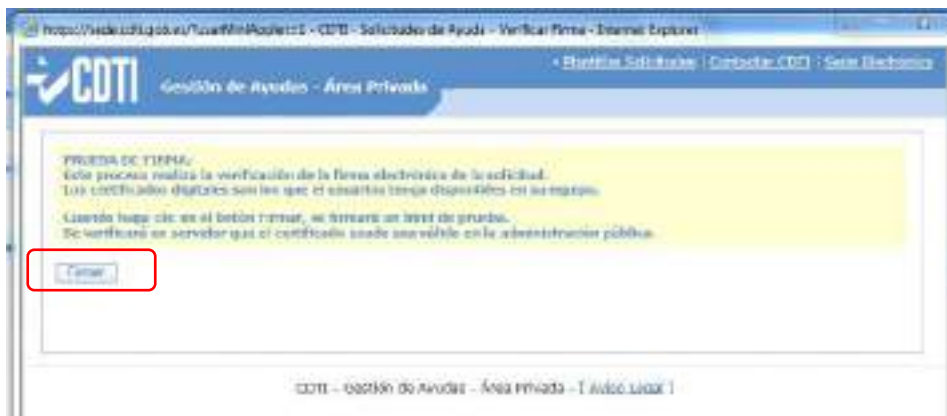 https://sede.cdti.gob.es/ - CDTI - Solicitudes de Ayuda - Verificar Firma - Internet Explorer
CDTI
Gestión de Ayudas - Área Privada
Plantillas Solicitudes | Contactar CDTI | Sede Electrónica
PRUEBA DE FIRMA.
Este proceso realiza la verificación de la firma electrónica de la solicitud.
Los certificados digitales son los que el usuario tenga disponibles en su equipo.
Cuando haga clic en el botón Firmar, se firmará un html de prueba.
Se verificará en servidor que el certificado usado sea válido en la administración pública.
Firmar
CDTI - Gestión de Ayudas - Área Privada - [ Aviso Legal ]